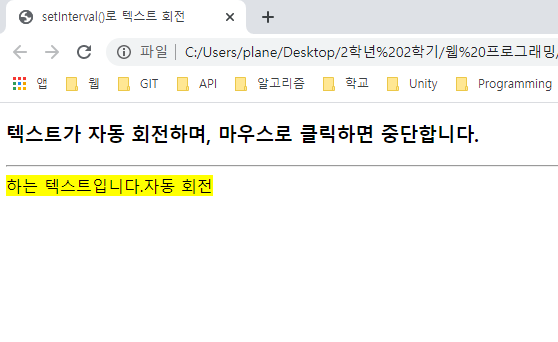 setInterval()로 텍스트 회전
파일 C:/Users/plane/Desktop/2학년%202학기/웹%20프로그래밍/
앱 웹 GIT API 알고리즘 학교 Unity Programming
텍스트가 자동 회전하며, 마우스로 클릭하면 중단합니다.
하는 텍스트입니다.자동 회전